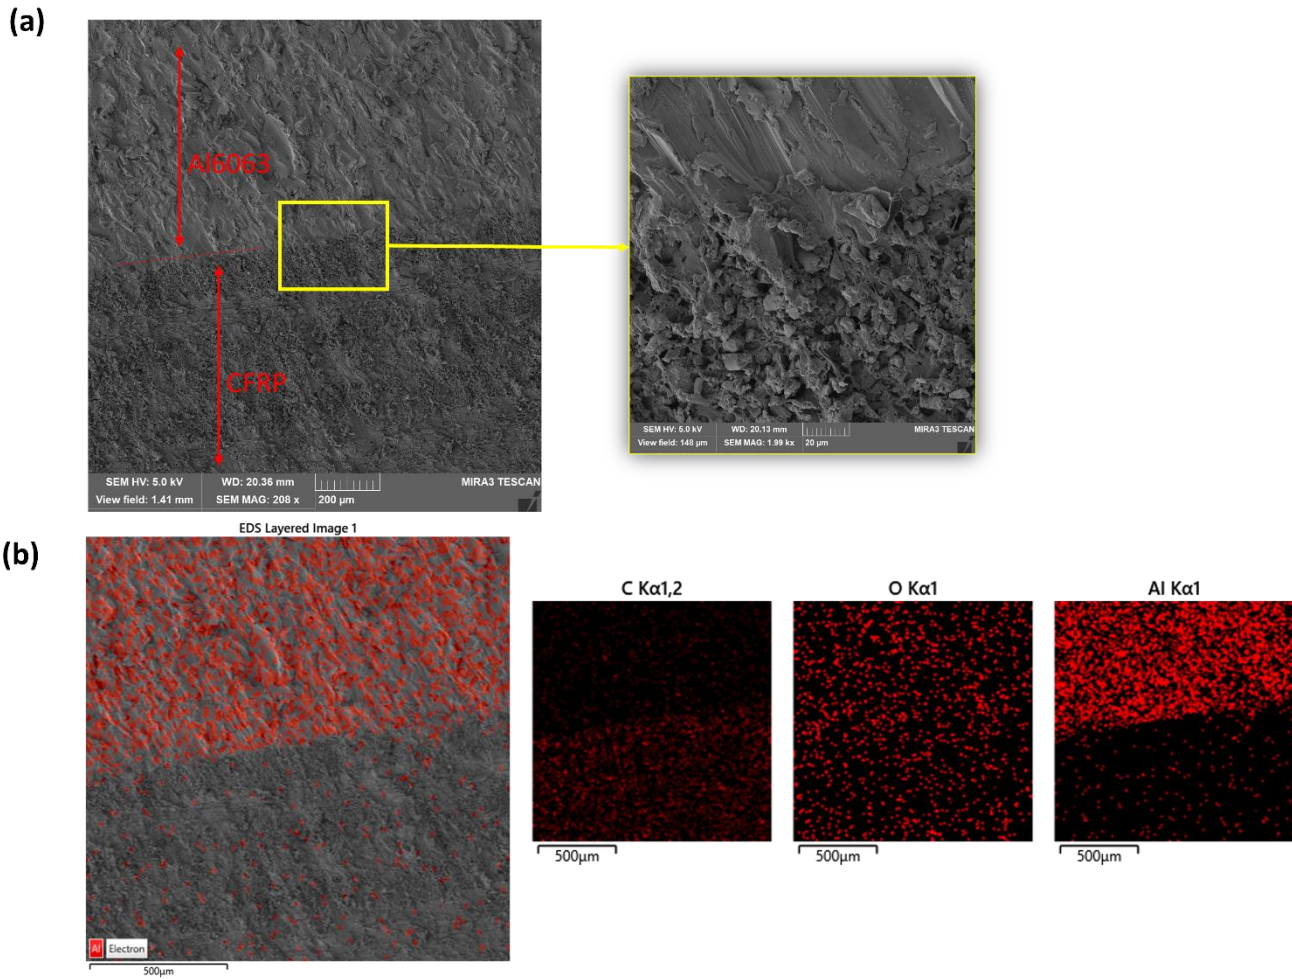 (a)
Al6063
CFRP
SEM HV: 5.0 kV WD: 20.36 mm MIRA3 TESCAN
View field: 1.41 mm SEM MAG: 208 x 200 µm
SEM HV: 5.0 kV WD: 20.13 mm MIRA3 TESCAN
View field: 148 µm SEM MAG: 1.99 kx 20 µm
(b)
EDS Layered Image 1
Al Electron
500µm
C Kα1,2
500µm
O Kα1
500µm
Al Kα1
500µm